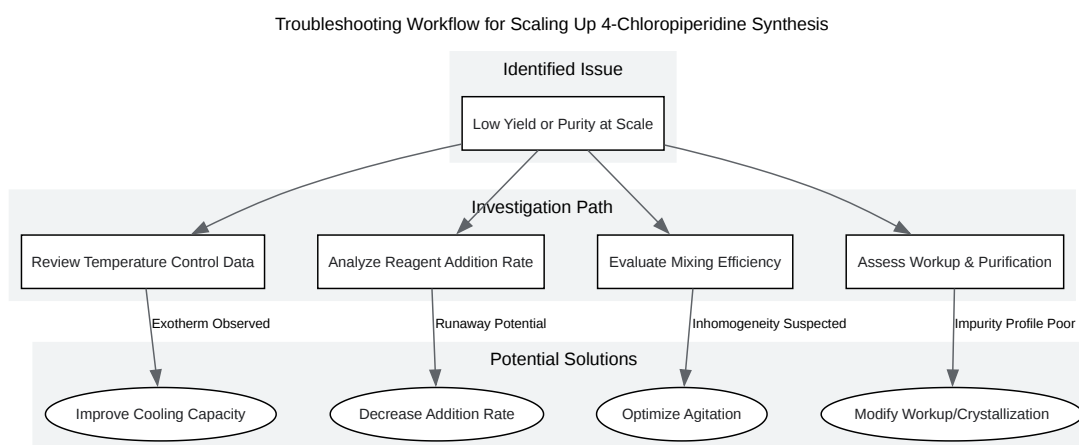 Troubleshooting Workflow for Scaling Up 4-Chloropiperidine Synthesis
Identified Issue
Low Yield or Purity at Scale
Investigation Path
Review Temperature Control Data
Analyze Reagent Addition Rate
Evaluate Mixing Efficiency
Assess Workup & Purification
Exotherm Observed
Runaway Potential
Inhomogeneity Suspected
Impurity Profile Poor
Potential Solutions
Improve Cooling Capacity
Decrease Addition Rate
Optimize Agitation
Modify Workup/Crystallization